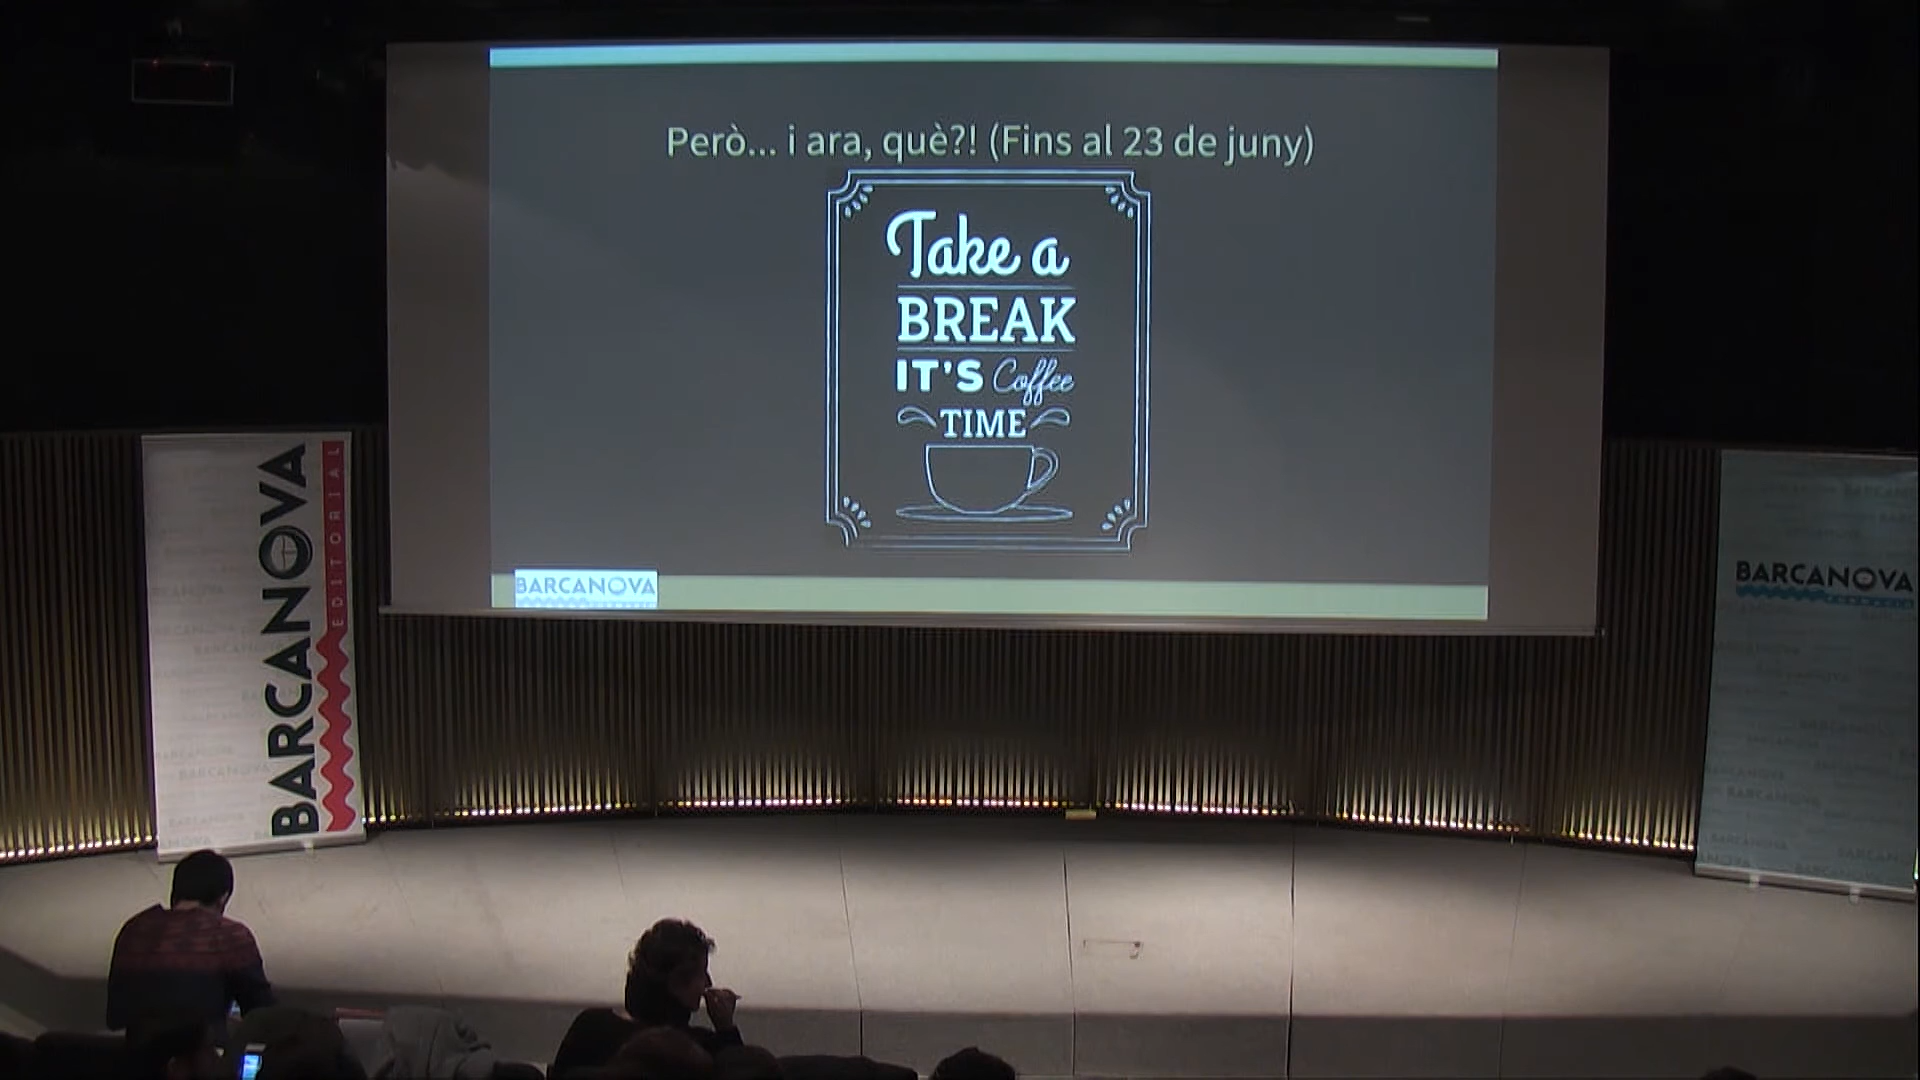 Però... i ara, què?! (Fins al 23 de juny)
Take a
BREAK
IT'S Coffee
TIME
BARCANOVA
BARCANOVA
EDITORIAL
BARCANOVA